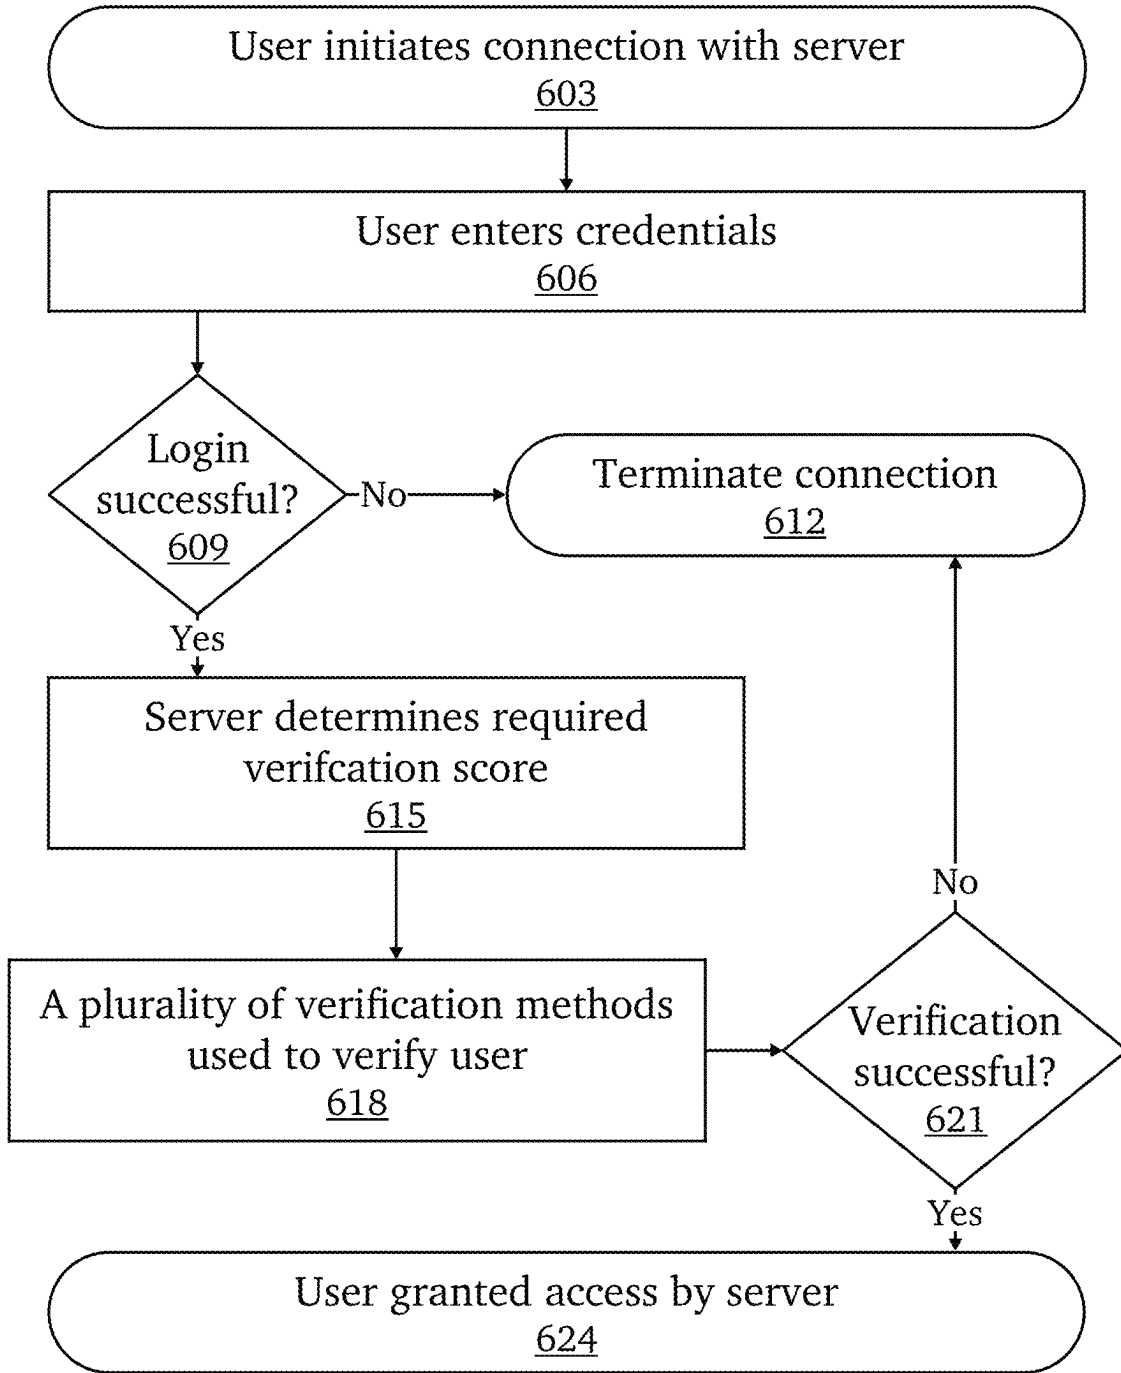 User initiates connection with server
603
User enters credentials
606
Login
successful?
609
No
Terminate connection
612
Yes
Server determines required
verifcation score
615
A plurality of verification methods
used to verify user
618
No
Verification
successful?
621
Yes
User granted access by server
624